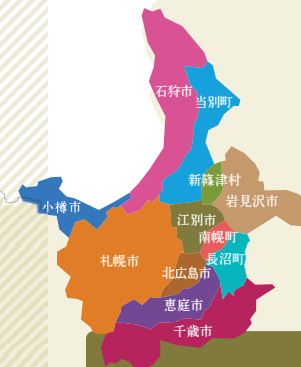 石狩市
当別町
新篠津村
岩見沢市
小樽市
江別市
南幌町
長沼町
札幌市
北広島市
恵庭市
千歳市